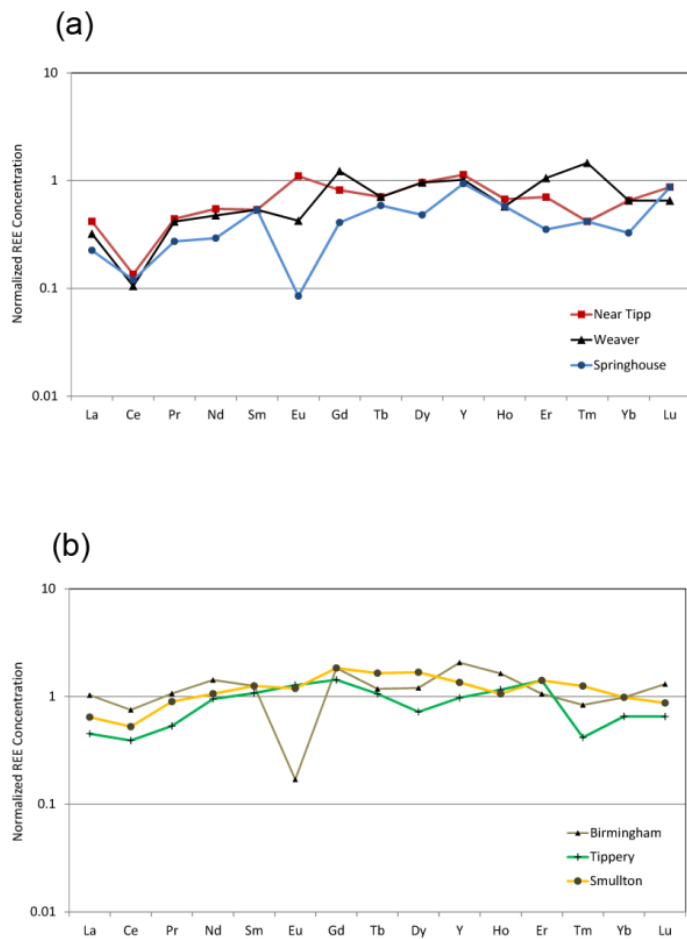 (a)
Normalized REE Concentration
10
1
0.1
0.01
Near Tipp
Weaver
Springhouse
La Ce Pr Nd Sm Eu Gd Tb Dy Y Ho Er Tm Yb Lu
(b)
Normalized REE Concentration
10
1
0.1
0.01
Birmingham
Tippery
Smullton
La Ce Pr Nd Sm Eu Gd Tb Dy Y Ho Er Tm Yb Lu